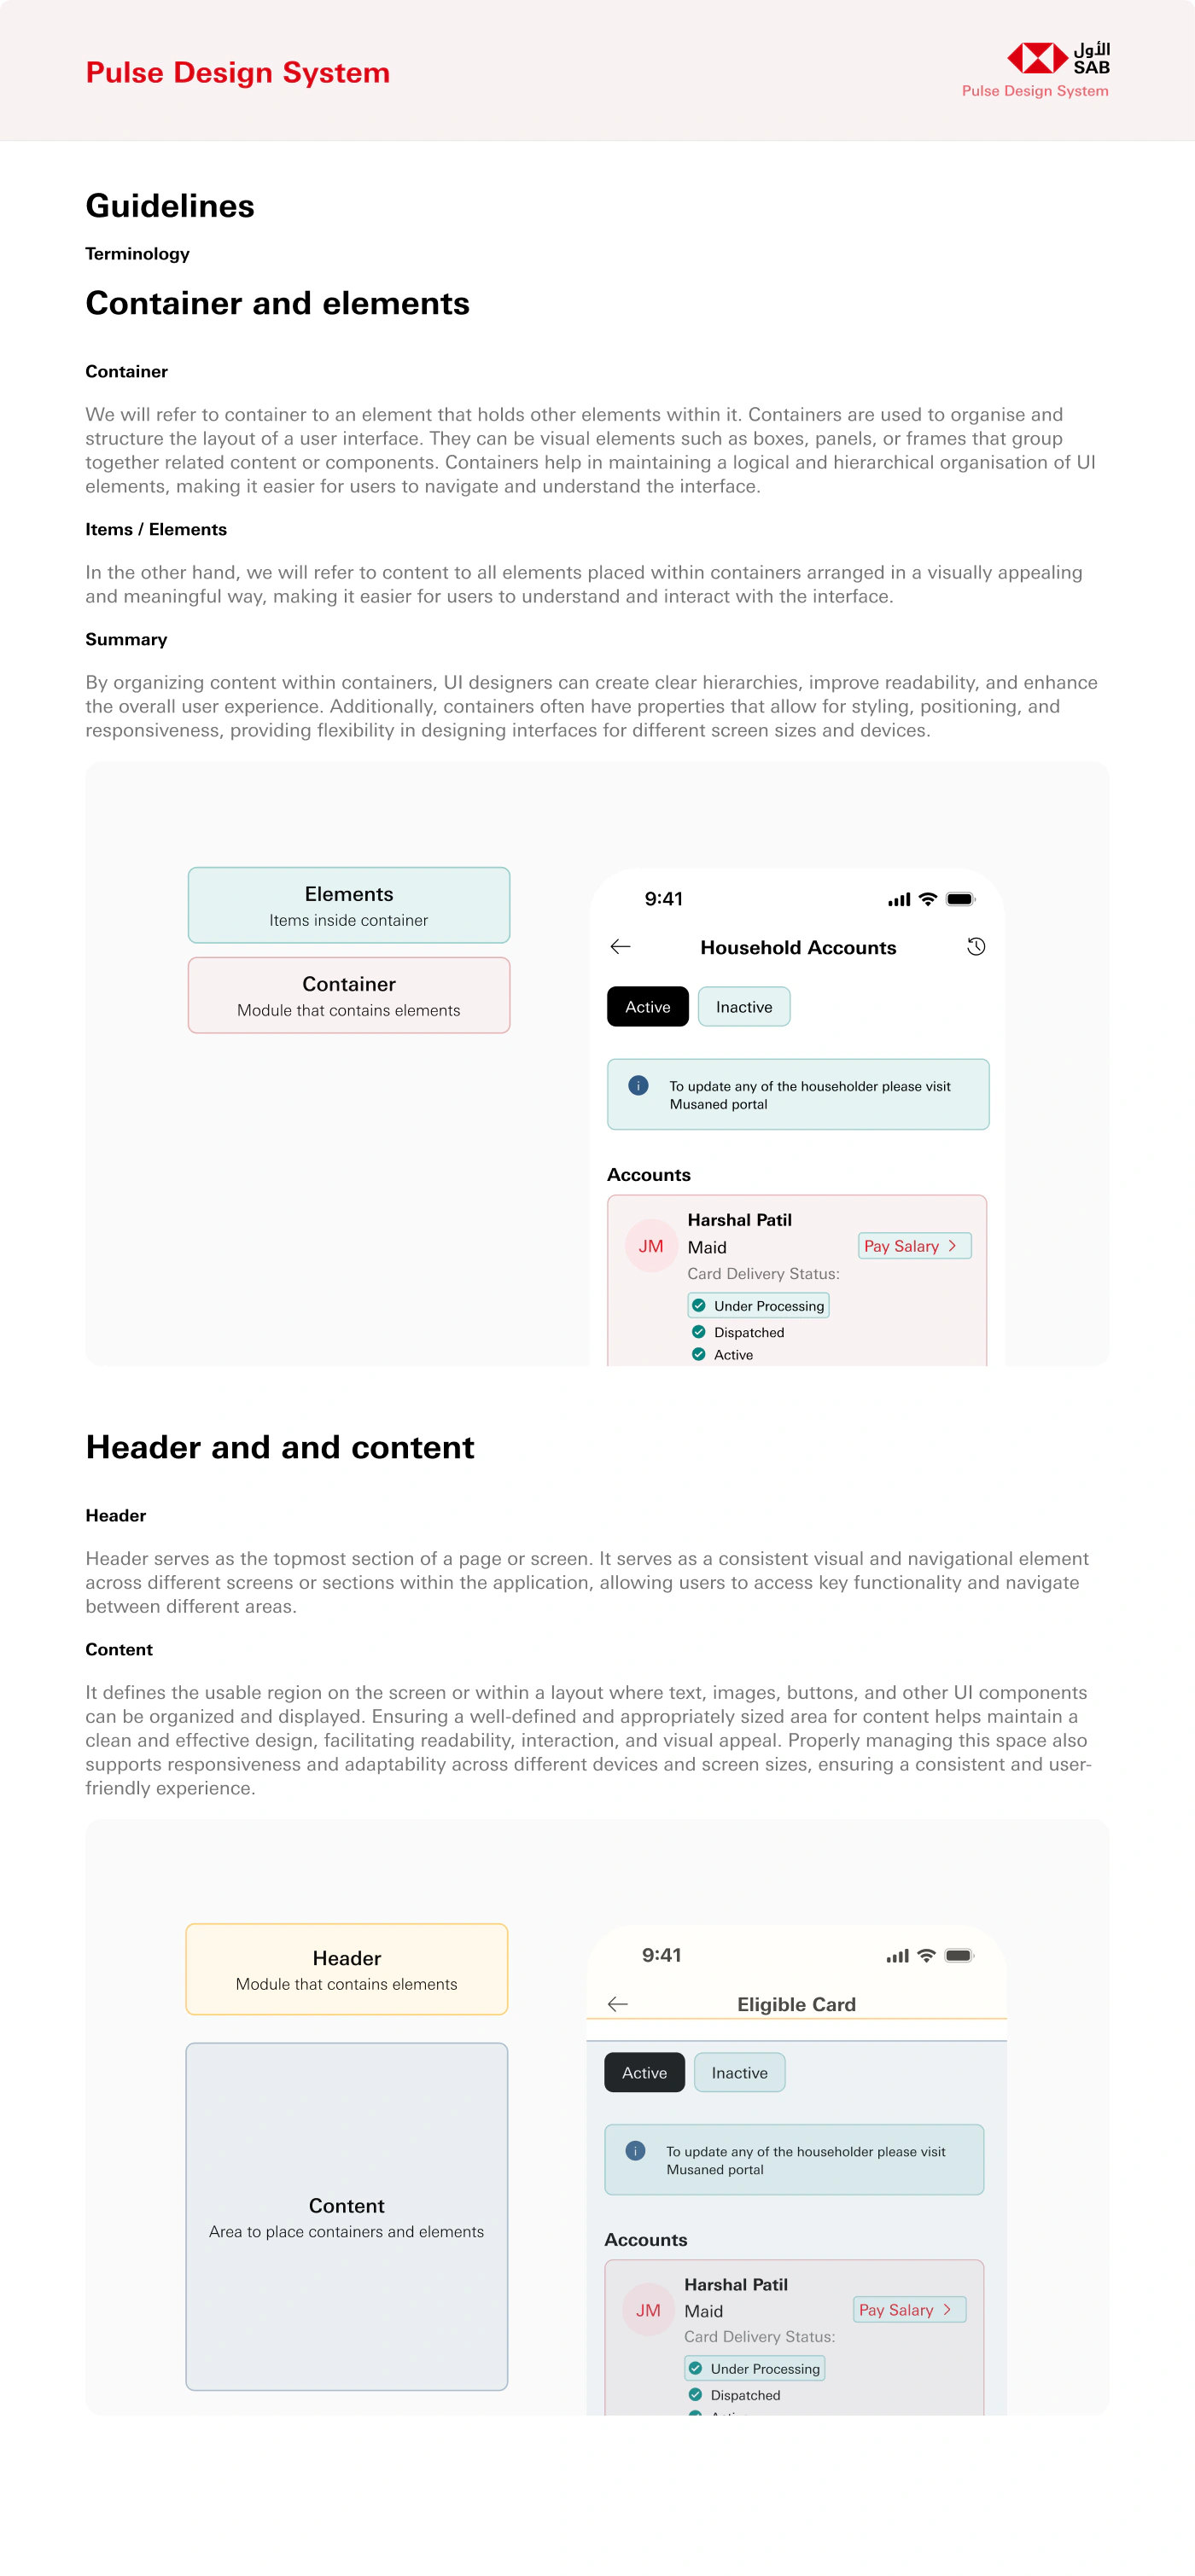 Pulse Design System
الأول
SAB
Pulse Design System
Guidelines
Terminology
Container and elements
Container
We will refer to container to an element that holds other elements within it. Containers are used to organise and
structure the layout of a user interface. They can be visual elements such as boxes, panels, or frames that group
together related content or components. Containers help in maintaining a logical and hierarchical organisation of UI
elements, making it easier for users to navigate and understand the interface.
Items / Elements
In the other hand, we will refer to content to all elements placed within containers arranged in a visually appealing
and meaningful way, making it easier for users to understand and interact with the interface.
Summary
By organizing content within containers, UI designers can create clear hierarchies, improve readability, and enhance
the overall user experience. Additionally, containers often have properties that allow for styling, positioning, and
responsiveness, providing flexibility in designing interfaces for different screen sizes and devices.
Elements
Items inside container
Container
Module that contains elements
9:41
Household Accounts
Active
Inactive
To update any of the householder please visit
Musaned portal
Accounts
Harshal Patil
JM
Maid
Pay Salary
Card Delivery Status:
Under Processing
Dispatched
Active
Header and and content
Header
Header serves as the topmost section of a page or screen. It serves as a consistent visual and navigational element
across different screens or sections within the application, allowing users to access key functionality and navigate
between different areas.
Content
It defines the usable region on the screen or within a layout where text, images, buttons, and other UI components
can be organized and displayed. Ensuring a well-defined and appropriately sized area for content helps maintain a
clean and effective design, facilitating readability, interaction, and visual appeal. Properly managing this space also
supports responsiveness and adaptability across different devices and screen sizes, ensuring a consistent and user-
friendly experience.
Header
Module that contains elements
Content
Area to place containers and elements
9:41
Eligible Card
Active
Inactive
To update any of the householder please visit
Musaned portal
Accounts
Harshal Patil
JM
Maid
Pay Salary
Card Delivery Status:
Under Processing
Dispatched